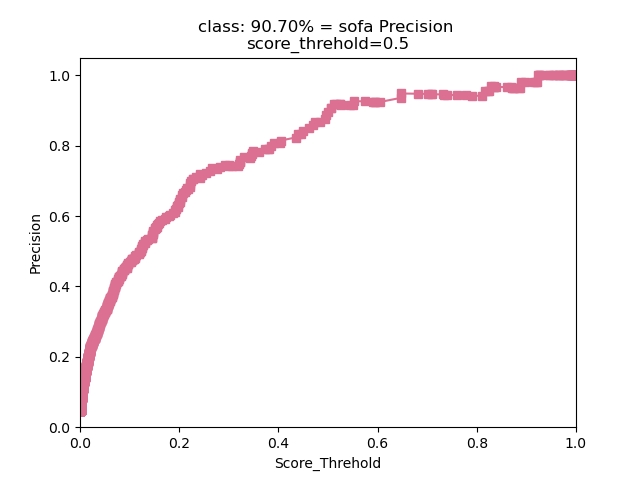 class: 90.70% = sofa Precision
score_threhold=0.5
1.0
0.8
0.6
0.4
0.2
0.0
Precision
0.0 0.2 0.4 0.6 0.8 1.0
Score_Threhold